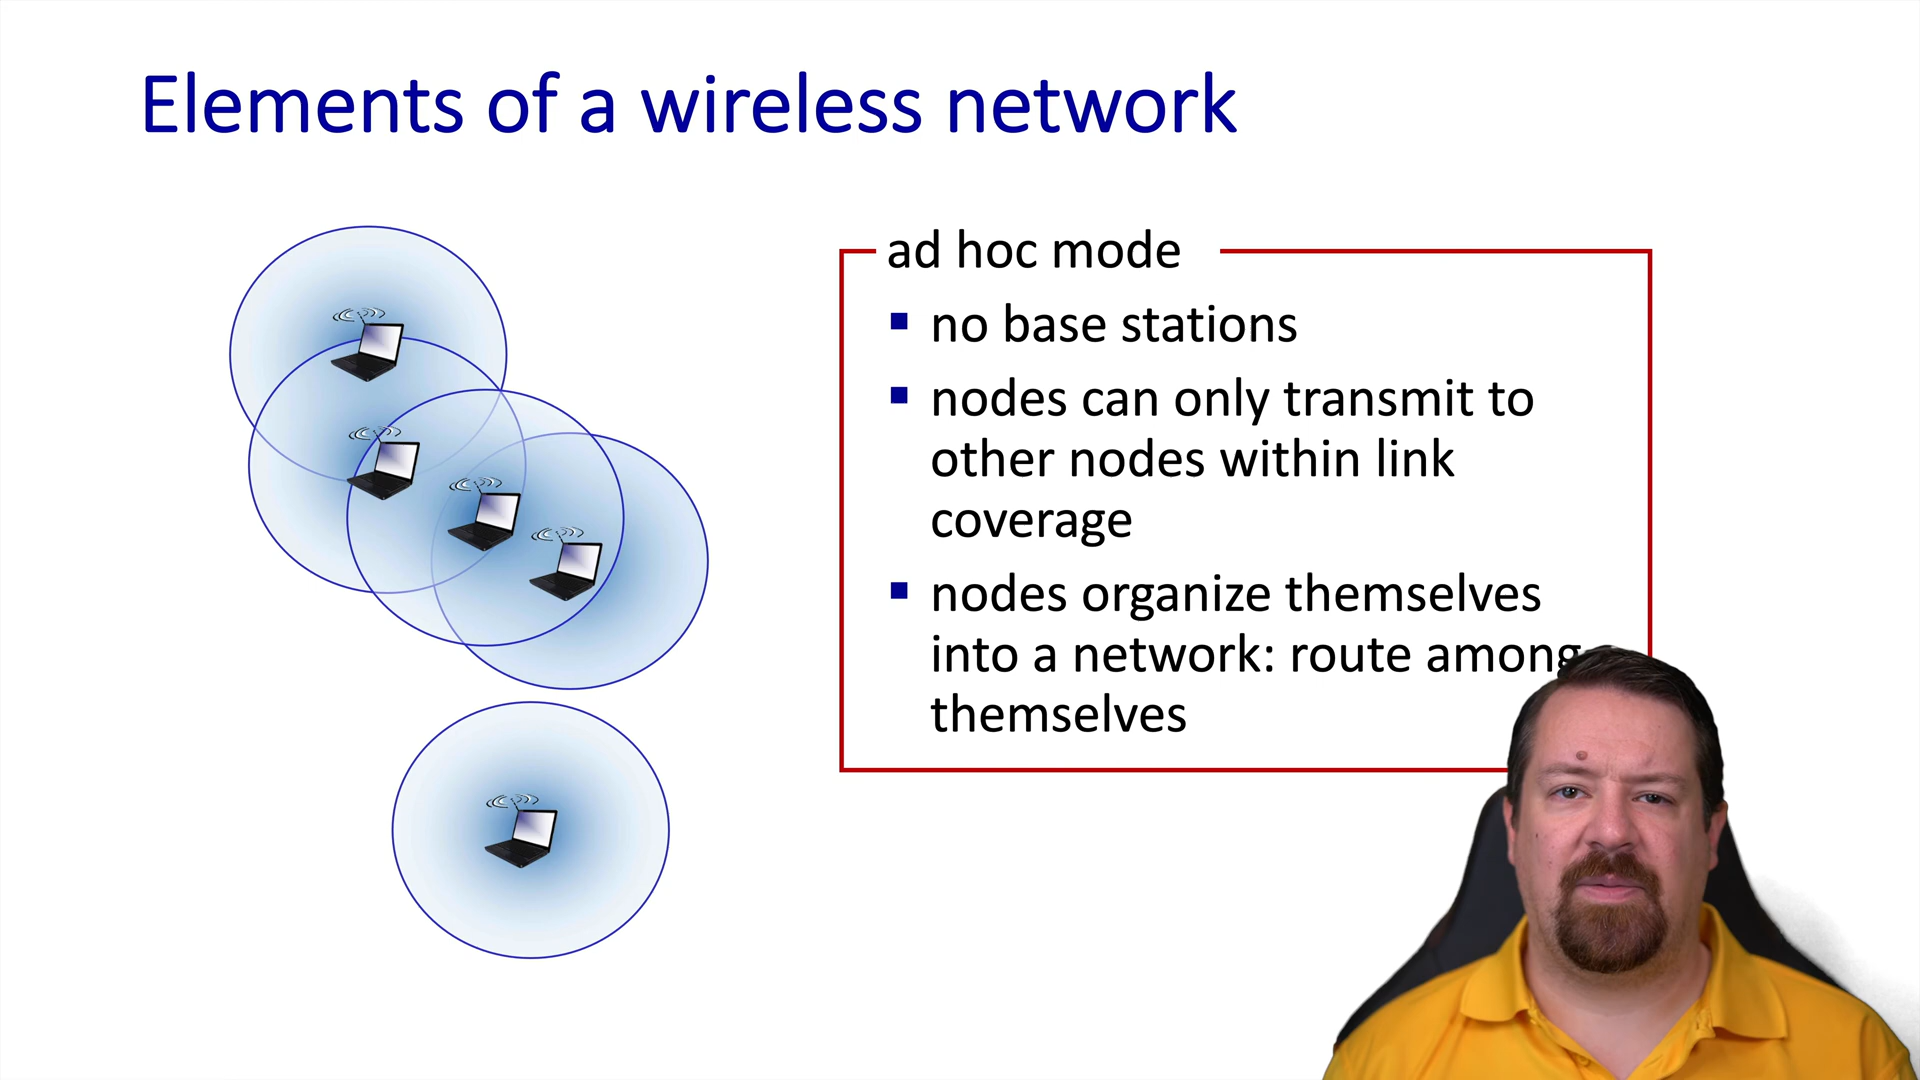 Elements of a wireless network
ad hoc mode
no base stations
nodes can only transmit to
other nodes within link
coverage
nodes organize themselves
into a network: route among
themselves